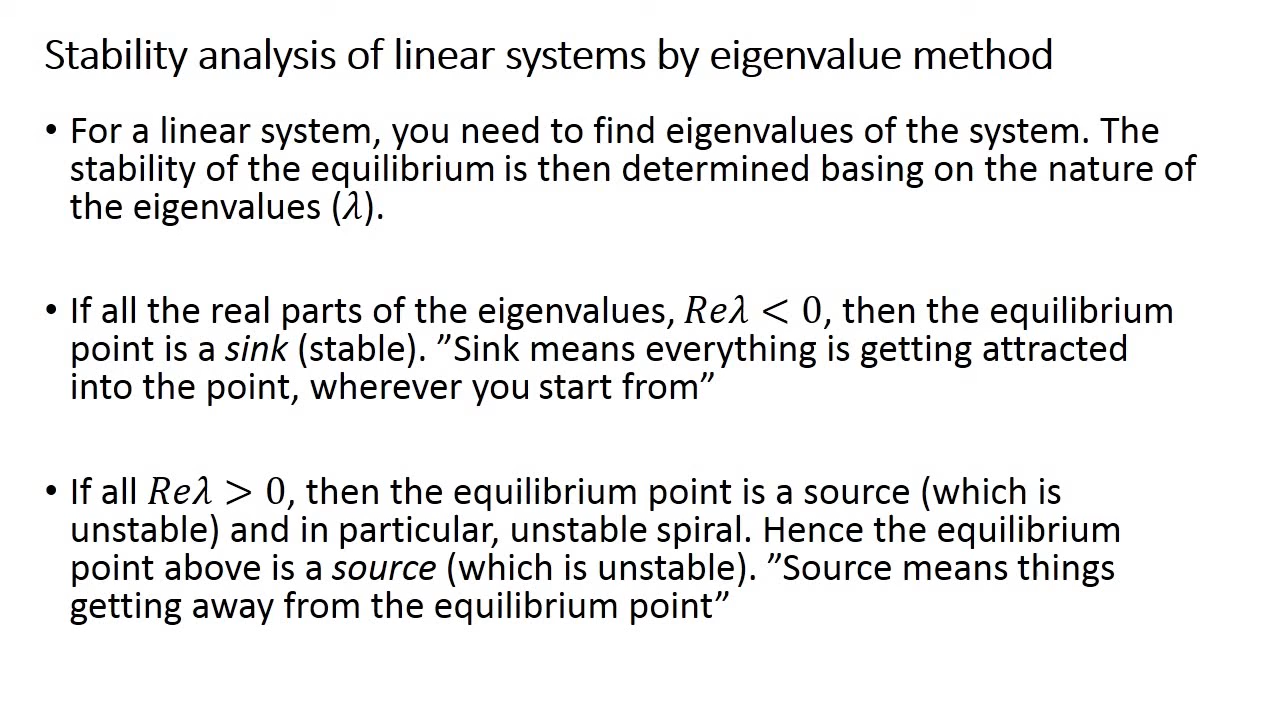 Stability analysis of linear systems by eigenvalue method
• For a linear system, you need to find eigenvalues of the system. The
stability of the equilibrium is then determined basing on the nature of
the eigenvalues (λ).
• If all the real parts of the eigenvalues, Reλ < 0, then the equilibrium
point is a sink (stable). ”Sink means everything is getting attracted
into the point, wherever you start from”
• If all Reλ > 0, then the equilibrium point is a source (which is
unstable) and in particular, unstable spiral. Hence the equilibrium
point above is a source (which is unstable). ”Source means things
getting away from the equilibrium point”